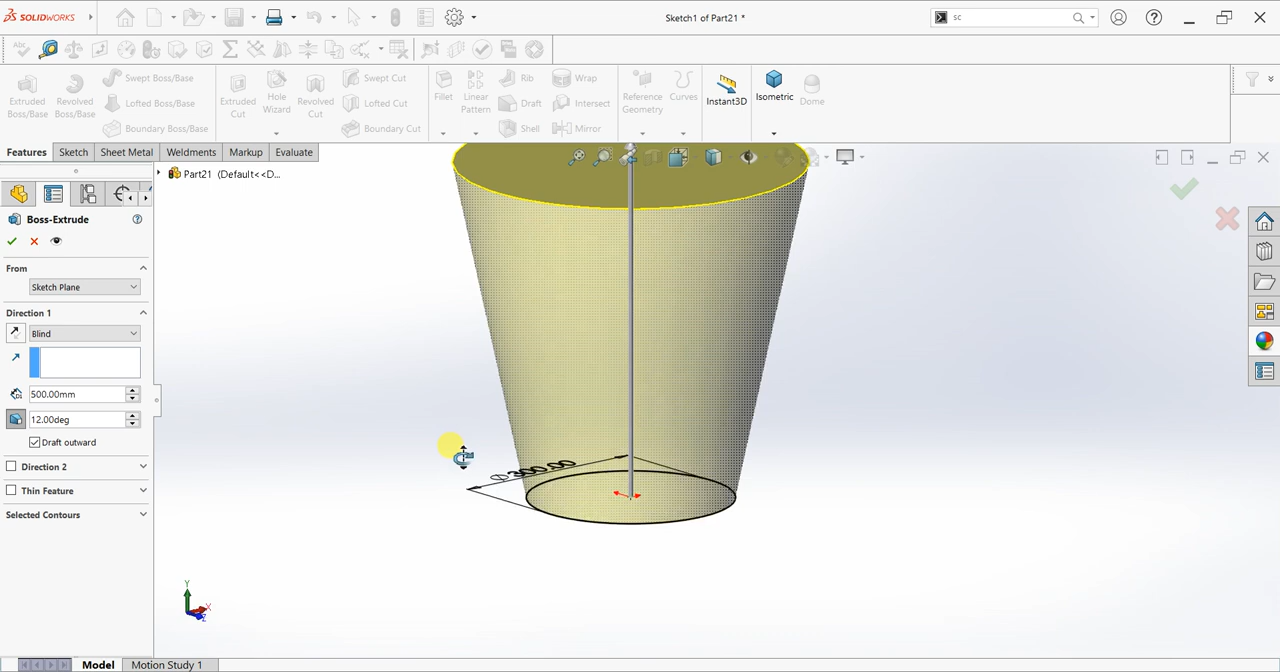 SOLIDWORKS
Sketch1 of Part21 *
sc
Extruded Boss/Base
Revolved Boss/Base
Swept Boss/Base
Lofted Boss/Base
Boundary Boss/Base
Extruded Cut
Hole Wizard
Revolved Cut
Swept Cut
Lofted Cut
Boundary Cut
Fillet
Linear Pattern
Rib
Draft
Shell
Wrap
Intersect
Mirror
Reference Geometry
Curves
Instant3D
Isometric
Dome
Features
Sketch
Sheet Metal
Weldments
Markup
Evaluate
Part21 (Default<<D...
Boss-Extrude
From
Sketch Plane
Direction 1
Blind
500.00mm
12.00deg
Draft outward
Direction 2
Thin Feature
Selected Contours
Ø300.00
Y
X
Z
Model
Motion Study 1